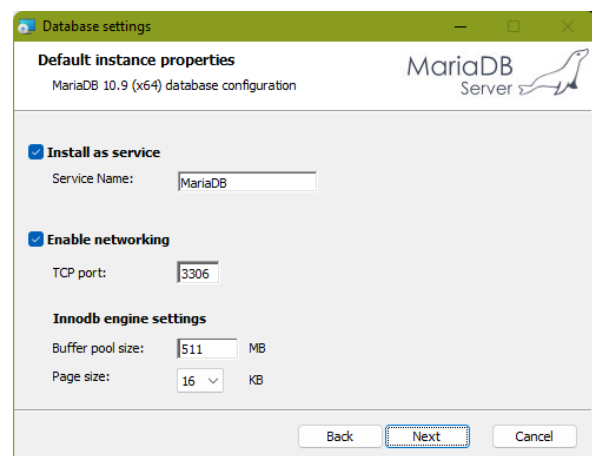 Database settings
Default instance properties
MariaDB 10.9 (x64) database configuration
MariaDB
Server
Install as service
Service Name: MariaDB
Enable networking
TCP port: 3306
Innodb engine settings
Buffer pool size: 511 MB
Page size: 16 KB
Back Next Cancel